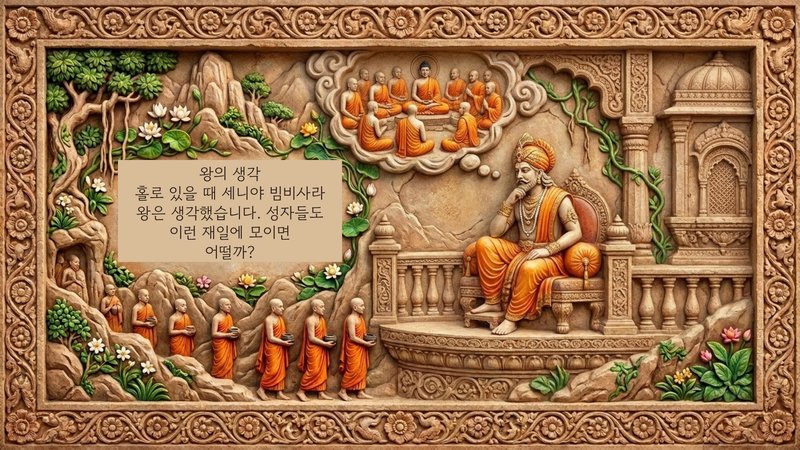 왕의 생각
홀로 있을 때 세니야 빔비사라
왕은 생각했습니다. 성자들도
이런 재일에 모이면
어떨까?